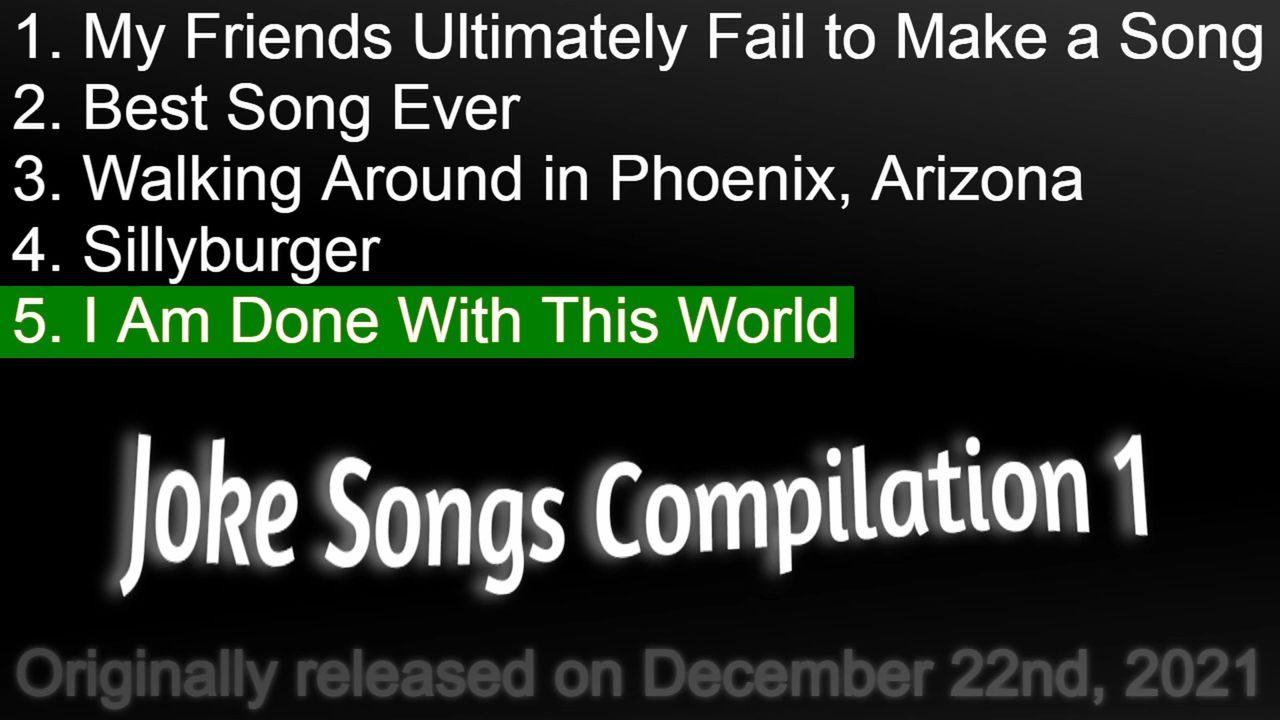 1. My Friends Ultimately Fail to Make a Song
2. Best Song Ever
3. Walking Around in Phoenix, Arizona
4. Sillyburger
5. I Am Done With This World
Joke Songs Compilation 1
Originally released on December 22nd, 2021